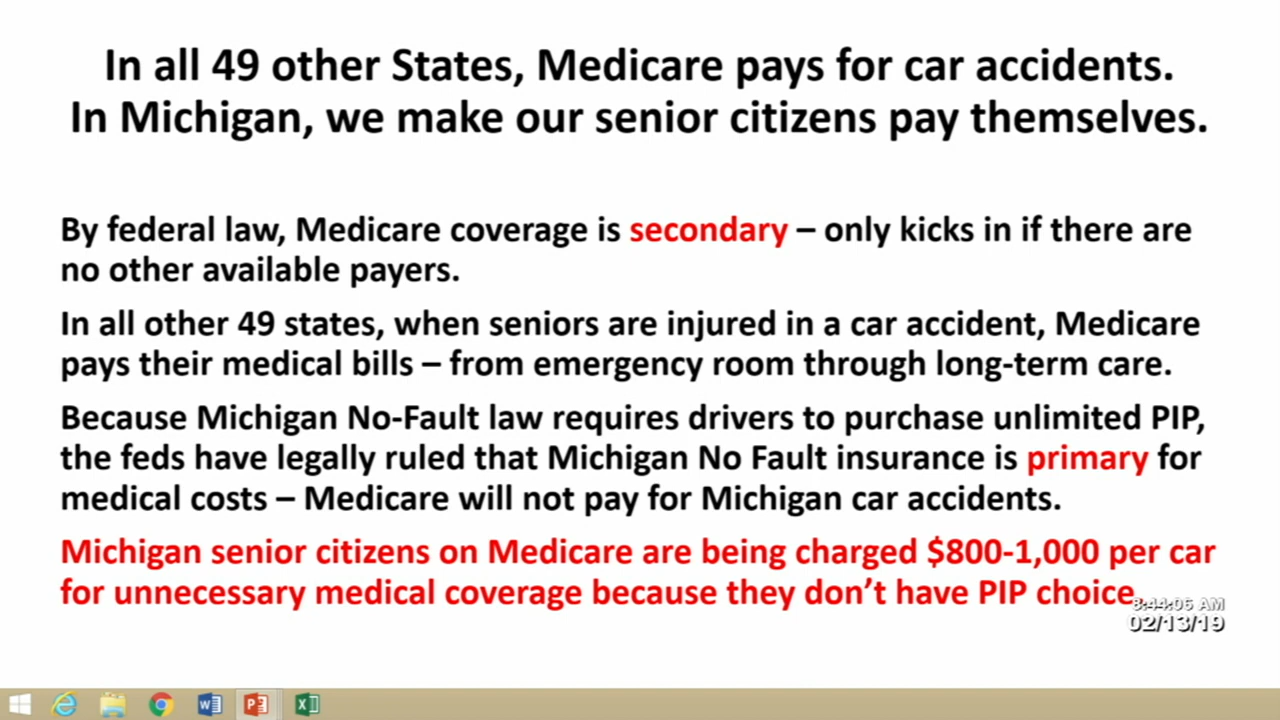 In all 49 other States, Medicare pays for car accidents.
In Michigan, we make our senior citizens pay themselves.
By federal law, Medicare coverage is secondary – only kicks in if there are
no other available payers.
In all other 49 states, when seniors are injured in a car accident, Medicare
pays their medical bills – from emergency room through long-term care.
Because Michigan No-Fault law requires drivers to purchase unlimited PIP,
the feds have legally ruled that Michigan No Fault insurance is primary for
medical costs – Medicare will not pay for Michigan car accidents.
Michigan senior citizens on Medicare are being charged $800-1,000 per car
for unnecessary medical coverage because they don’t have PIP choice.
8:44:06 AM
02/13/19